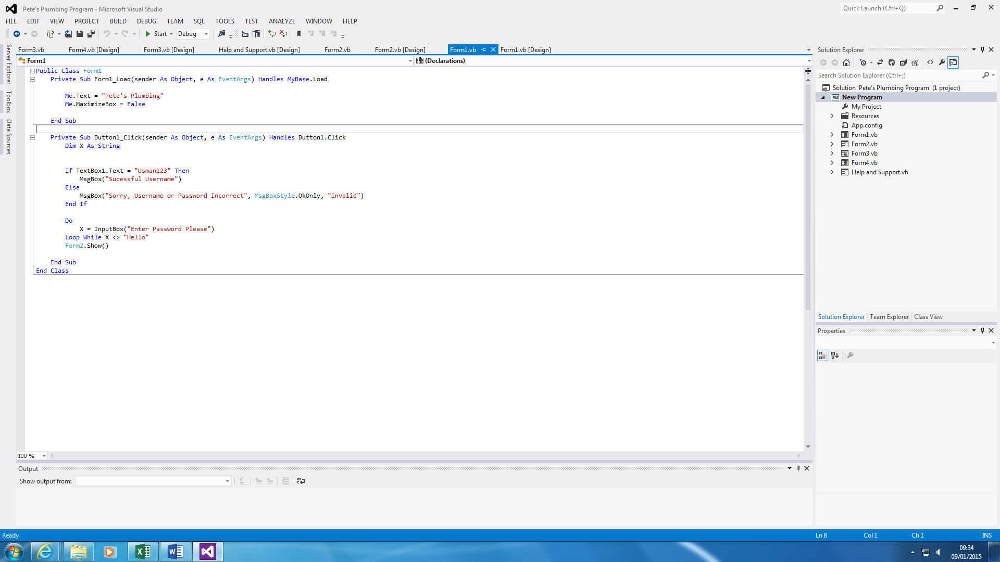 Pete's Plumbing Program - Microsoft Visual Studio
Quick Launch (Ctrl+Q)
FILE EDIT VIEW PROJECT BUILD DEBUG TEAM SQL TOOLS TEST ANALYZE WINDOW HELP
Start Debug
Form3.vb Form4.vb [Design] Form3.vb [Design] Help and Support.vb [Design] Form2.vb Form2.vb [Design] Form1.vb Form1.vb [Design]
Form1 (Declarations)
Server Explorer
Toolbox
Data Sources
Public Class Form1
Private Sub Form1_Load(sender As Object, e As EventArgs) Handles MyBase.Load
Me.Text = "Pete's Plumbing"
Me.MaximizeBox = False
End Sub
Private Sub Button1_Click(sender As Object, e As EventArgs) Handles Button1.Click
Dim X As String
If TextBox1.Text = "Usman123" Then
MsgBox("Sucessful Username")
Else
MsgBox("Sorry, Username or Password Incorrect", MsgBoxStyle.OkOnly, "Invalid")
End If
Do
X = InputBox("Enter Password Please")
Loop While X <> "Hello"
Form2.Show()
End Sub
End Class
100 %
Output
Show output from:
Solution Explorer
Search Solution Explorer (Ctrl+;)
Solution 'Pete's Plumbing Program' (1 project)
VB New Program
My Project
Resources
App.config
Form1.vb
Form2.vb
Form3.vb
Form4.vb
Help and Support.vb
Solution Explorer Team Explorer Class View
Properties
Ready Ln 8 Col 1 Ch 1 INS
09:34
09/01/2015